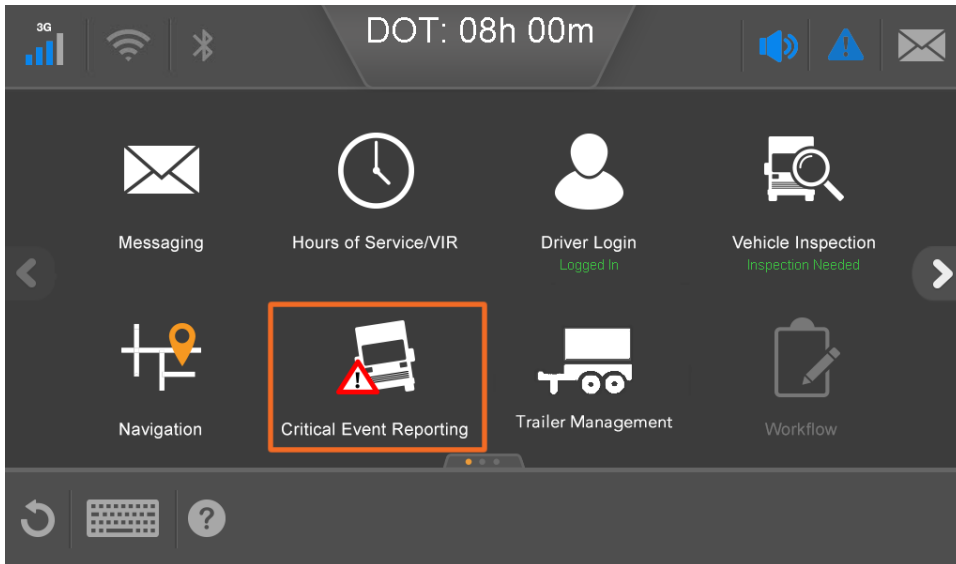 3G
DOT: 08h 00m
Messaging
Hours of Service/VIR
Driver Login
Logged In
Vehicle Inspection
Inspection Needed
Navigation
Critical Event Reporting
Trailer Management
Workflow